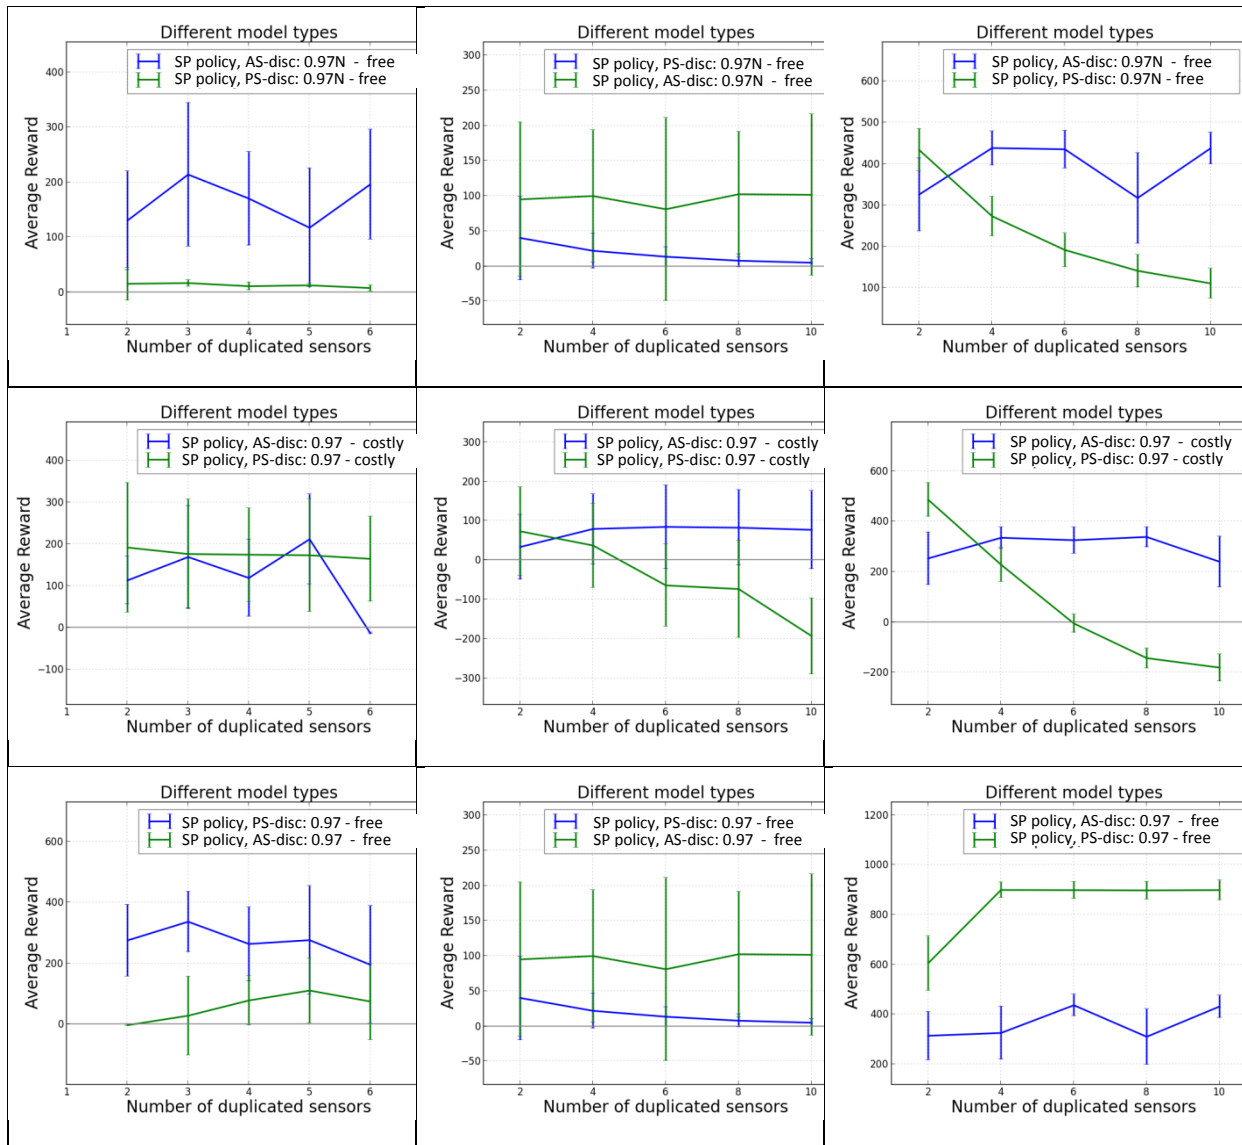 Different model types
SP policy, AS-disc: 0.97N - free
SP policy, PS-disc: 0.97N - free
Average Reward
400
300
200
100
0
1 2 3 4 5 6
Number of duplicated sensors
Different model types
SP policy, PS-disc: 0.97N - free
SP policy, AS-disc: 0.97N - free
Average Reward
300
250
200
150
100
50
0
−50
2 4 6 8 10
Number of duplicated sensors
Different model types
SP policy, AS-disc: 0.97N - free
SP policy, PS-disc: 0.97N - free
Average Reward
600
500
400
300
200
100
2 4 6 8 10
Number of duplicated sensors
Different model types
SP policy, AS-disc: 0.97 - costly
SP policy, PS-disc: 0.97 - costly
Average Reward
400
300
200
100
0
−100
1 2 3 4 5 6
Number of duplicated sensors
Different model types
SP policy, AS-disc: 0.97 - costly
SP policy, PS-disc: 0.97 - costly
Average Reward
300
200
100
0
−100
−200
−300
2 4 6 8 10
Number of duplicated sensors
Different model types
SP policy, AS-disc: 0.97 - costly
SP policy, PS-disc: 0.97 - costly
Average Reward
600
400
200
0
−200
2 4 6 8 10
Number of duplicated sensors
Different model types
SP policy, PS-disc: 0.97 - free
SP policy, AS-disc: 0.97 - free
Average Reward
600
400
200
0
1 2 3 4 5 6
Number of duplicated sensors
Different model types
SP policy, PS-disc: 0.97 - free
SP policy, AS-disc: 0.97 - free
Average Reward
300
250
200
150
100
50
0
−50
2 4 6 8 10
Number of duplicated sensors
Different model types
SP policy, AS-disc: 0.97 - free
SP policy, PS-disc: 0.97 - free
Average Reward
1200
1000
800
600
400
200
2 4 6 8 10
Number of duplicated sensors